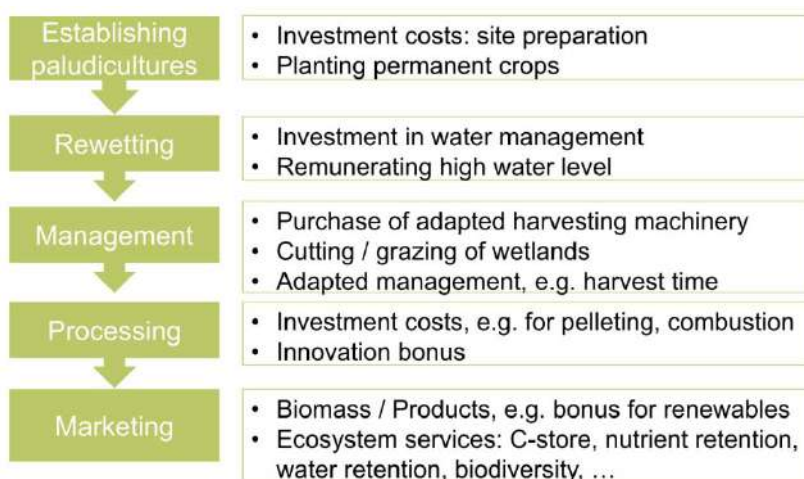 Establishing
paludicultures
• Investment costs: site preparation
• Planting permanent crops
Rewetting
• Investment in water management
• Remunerating high water level
Management
• Purchase of adapted harvesting machinery
• Cutting / grazing of wetlands
• Adapted management, e.g. harvest time
Processing
• Investment costs, e.g. for pelleting, combustion
• Innovation bonus
Marketing
• Biomass / Products, e.g. bonus for renewables
• Ecosystem services: C-store, nutrient retention,
water retention, biodiversity, …